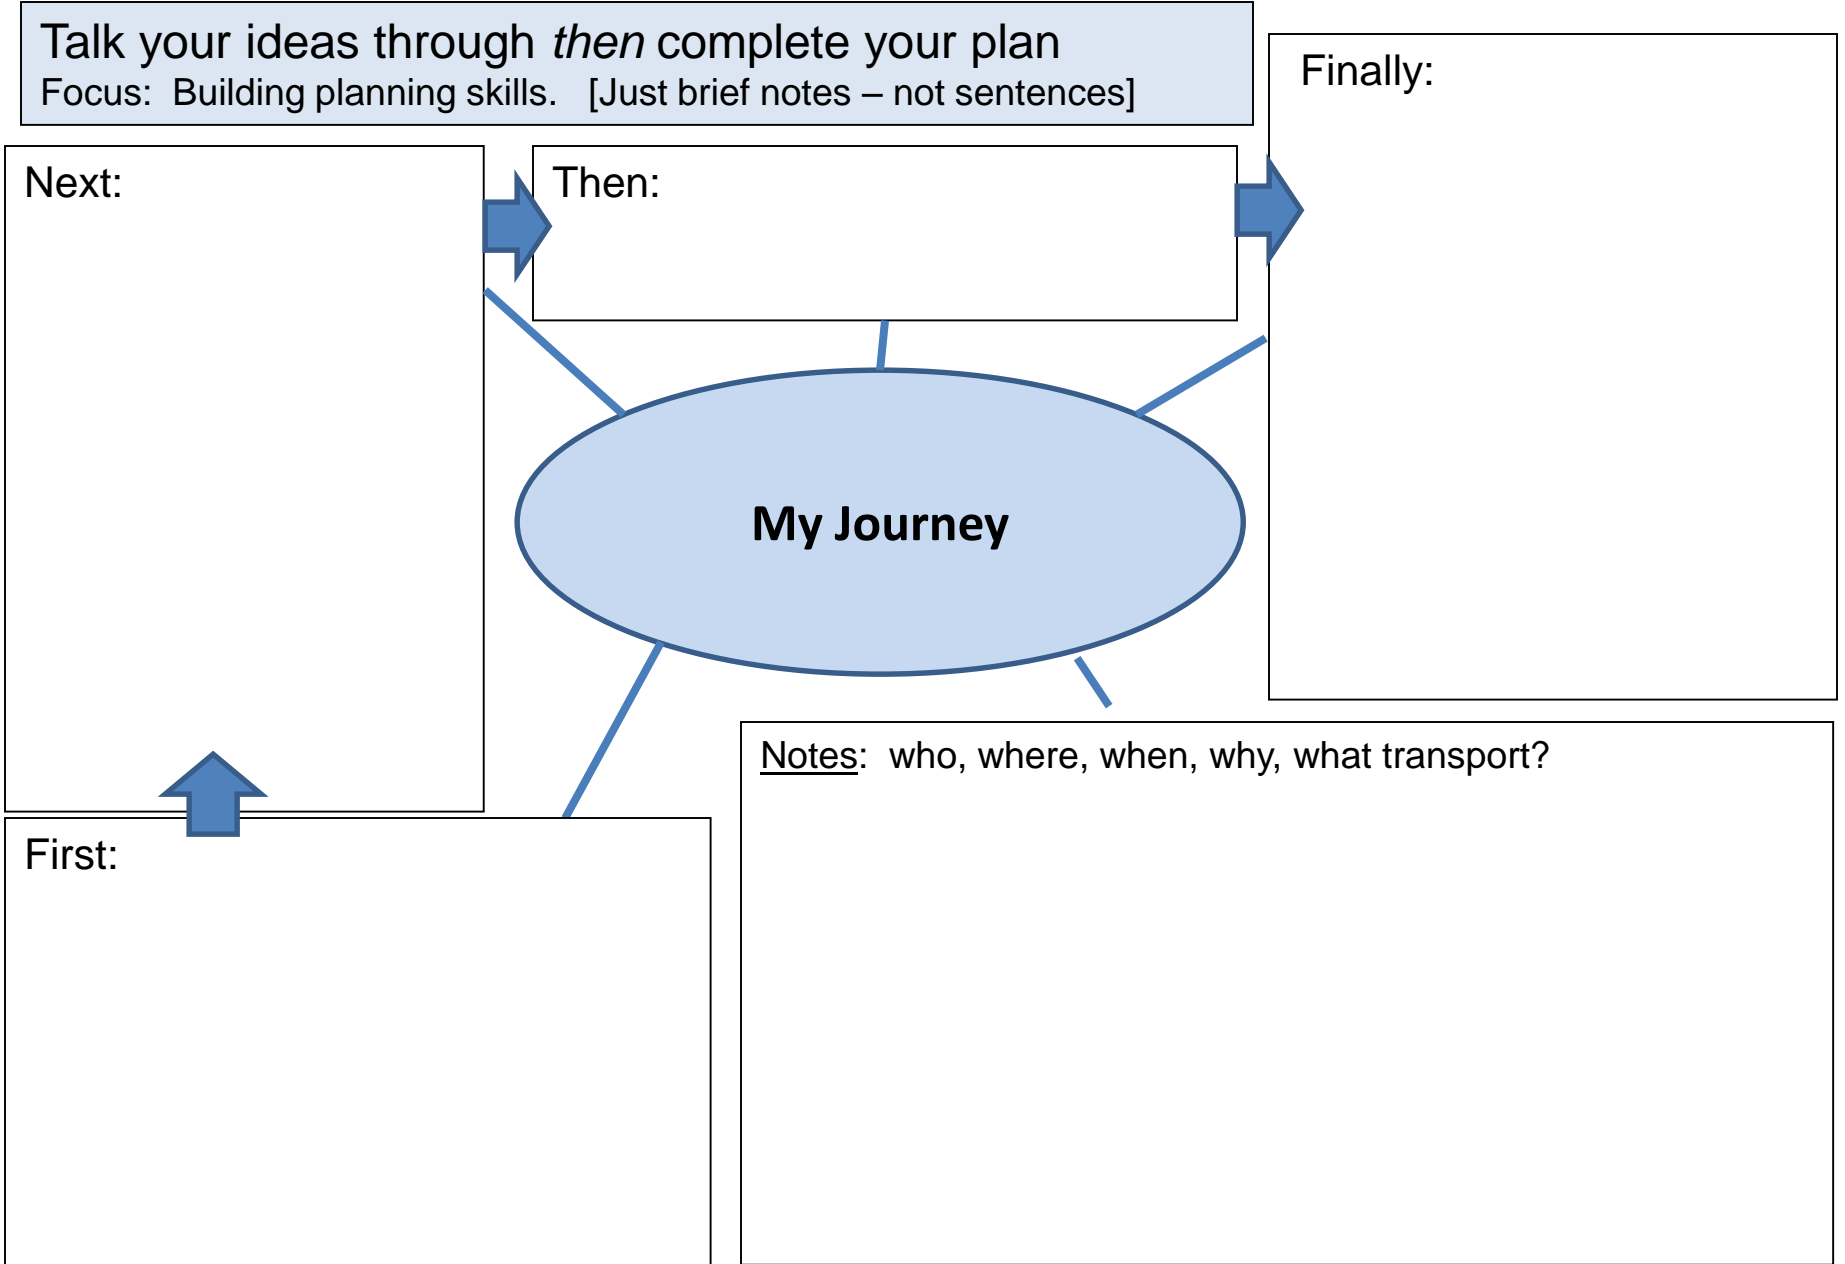 Talk your ideas through then complete your plan
Focus:  Building planning skills.   [Just brief notes – not sentences]
Finally:
Next:
Then:
My Journey
Notes:  who, where, when, why, what transport?
First: